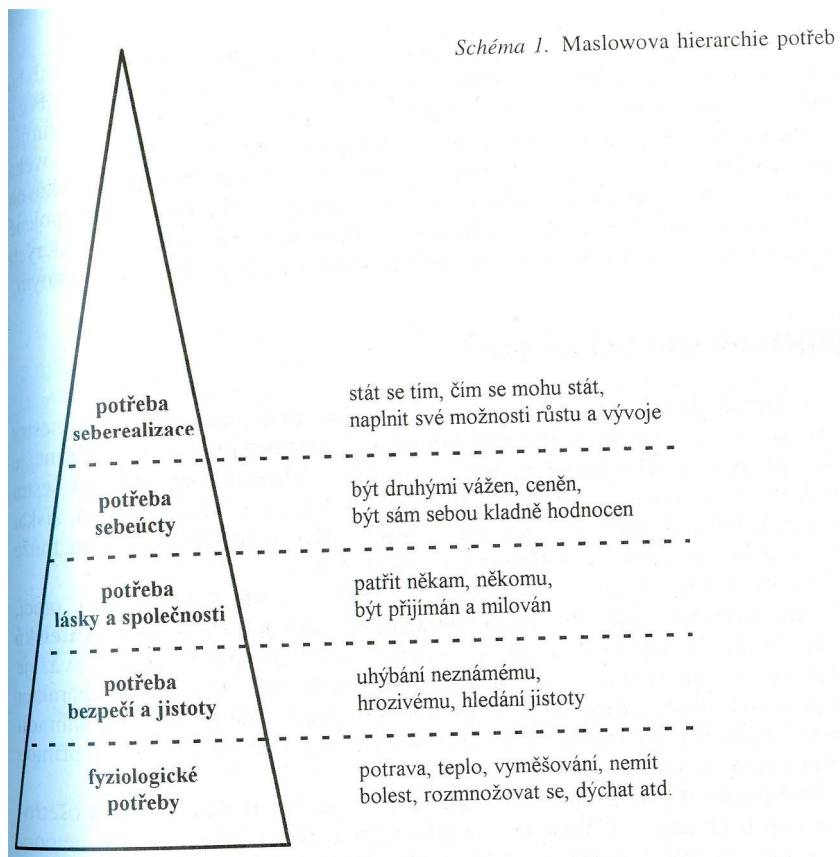 Schéma 1. Maslowova hierarchie potřeb
potřeba
seberealizace
stát se tím, čím se mohu stát,
naplnit své možnosti růstu a vývoje
potřeba
sebeúcty
být druhými vážen, ceněn,
být sám sebou kladně hodnocen
potřeba
lásky a společnosti
patřit někam, někomu,
být přijímán a milován
potřeba
bezpečí a jistoty
uhýbání neznámému,
hrozivému, hledání jistoty
fyziologické
potřeby
potrava, teplo, vyměšování, nemít
bolest, rozmnožovat se, dýchat atd.